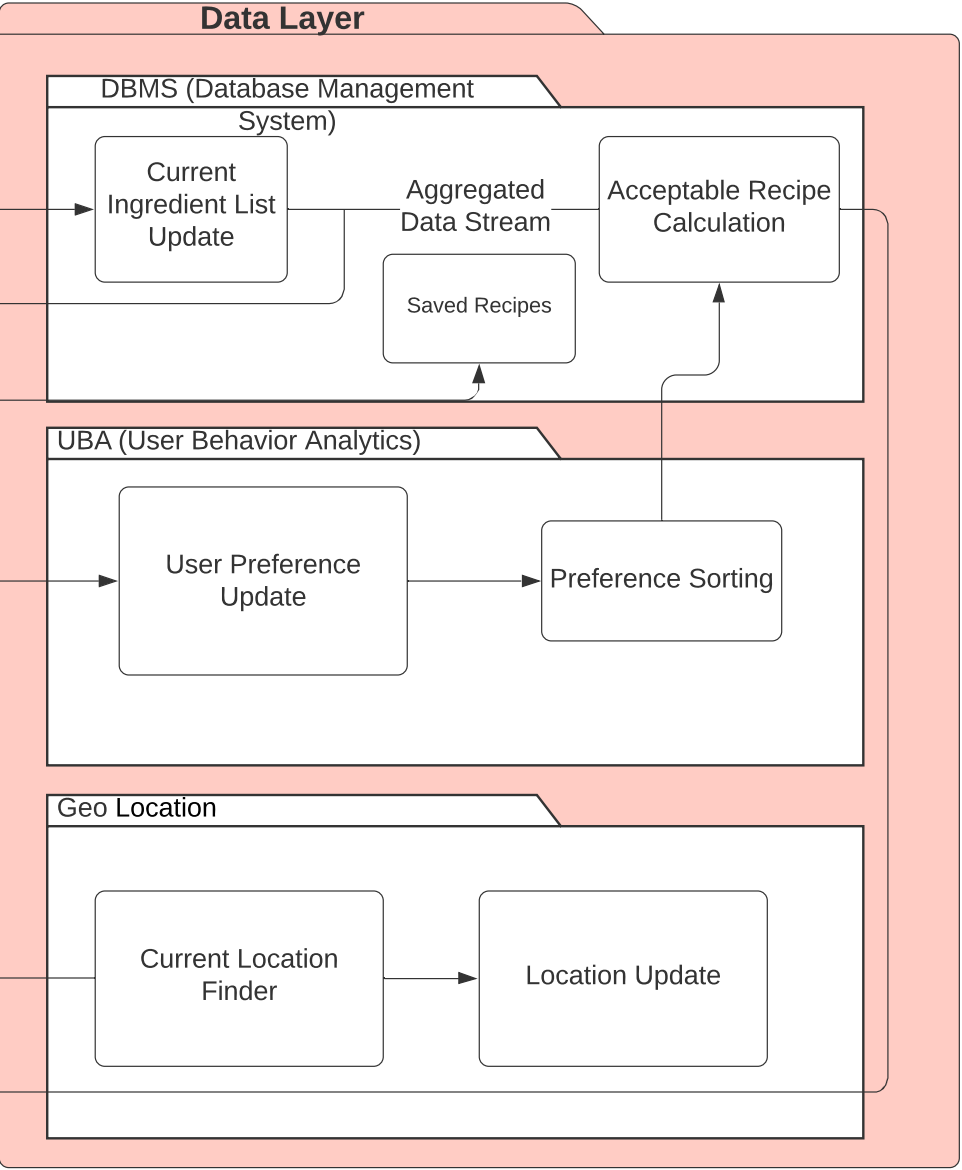 Data Layer
DBMS (Database Management
System)
Current
Ingredient List
Update
Aggregated
Data Stream
Acceptable Recipe
Calculation
Saved Recipes
UBA (User Behavior Analytics)
User Preference
Update
Preference Sorting
Geo Location
Current Location
Finder
Location Update